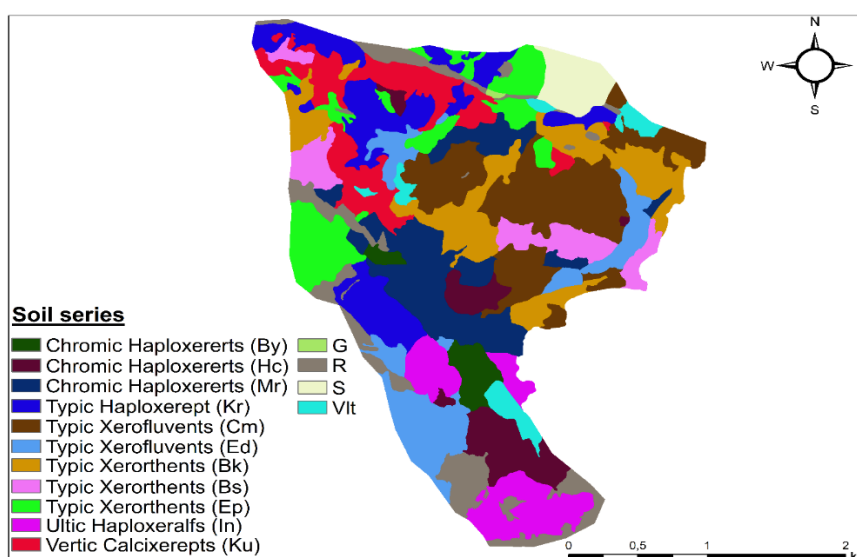 N
W
S
Soil series
Chromic Haploxererts (By)
Chromic Haploxererts (Hc)
Chromic Haploxererts (Mr)
Typic Haploxerept (Kr)
Typic Xerofluvents (Cm)
Typic Xerofluvents (Ed)
Typic Xerorthents (Bk)
Typic Xerorthents (Bs)
Typic Xerorthents (Ep)
Ultic Haploxeralfs (In)
Vertic Calcixerepts (Ku)
G
R
S
Vlt
0 0,5 1 2